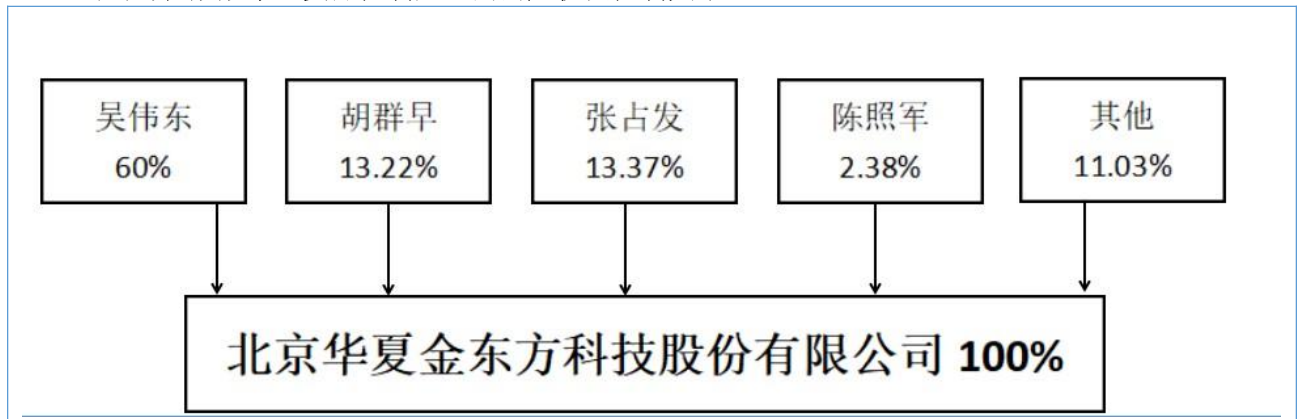 吴伟东
60%
胡群早
13.22%
张占发
13.37%
陈照军
2.38%
其他
11.03%
北京华夏金东方科技股份有限公司 100%